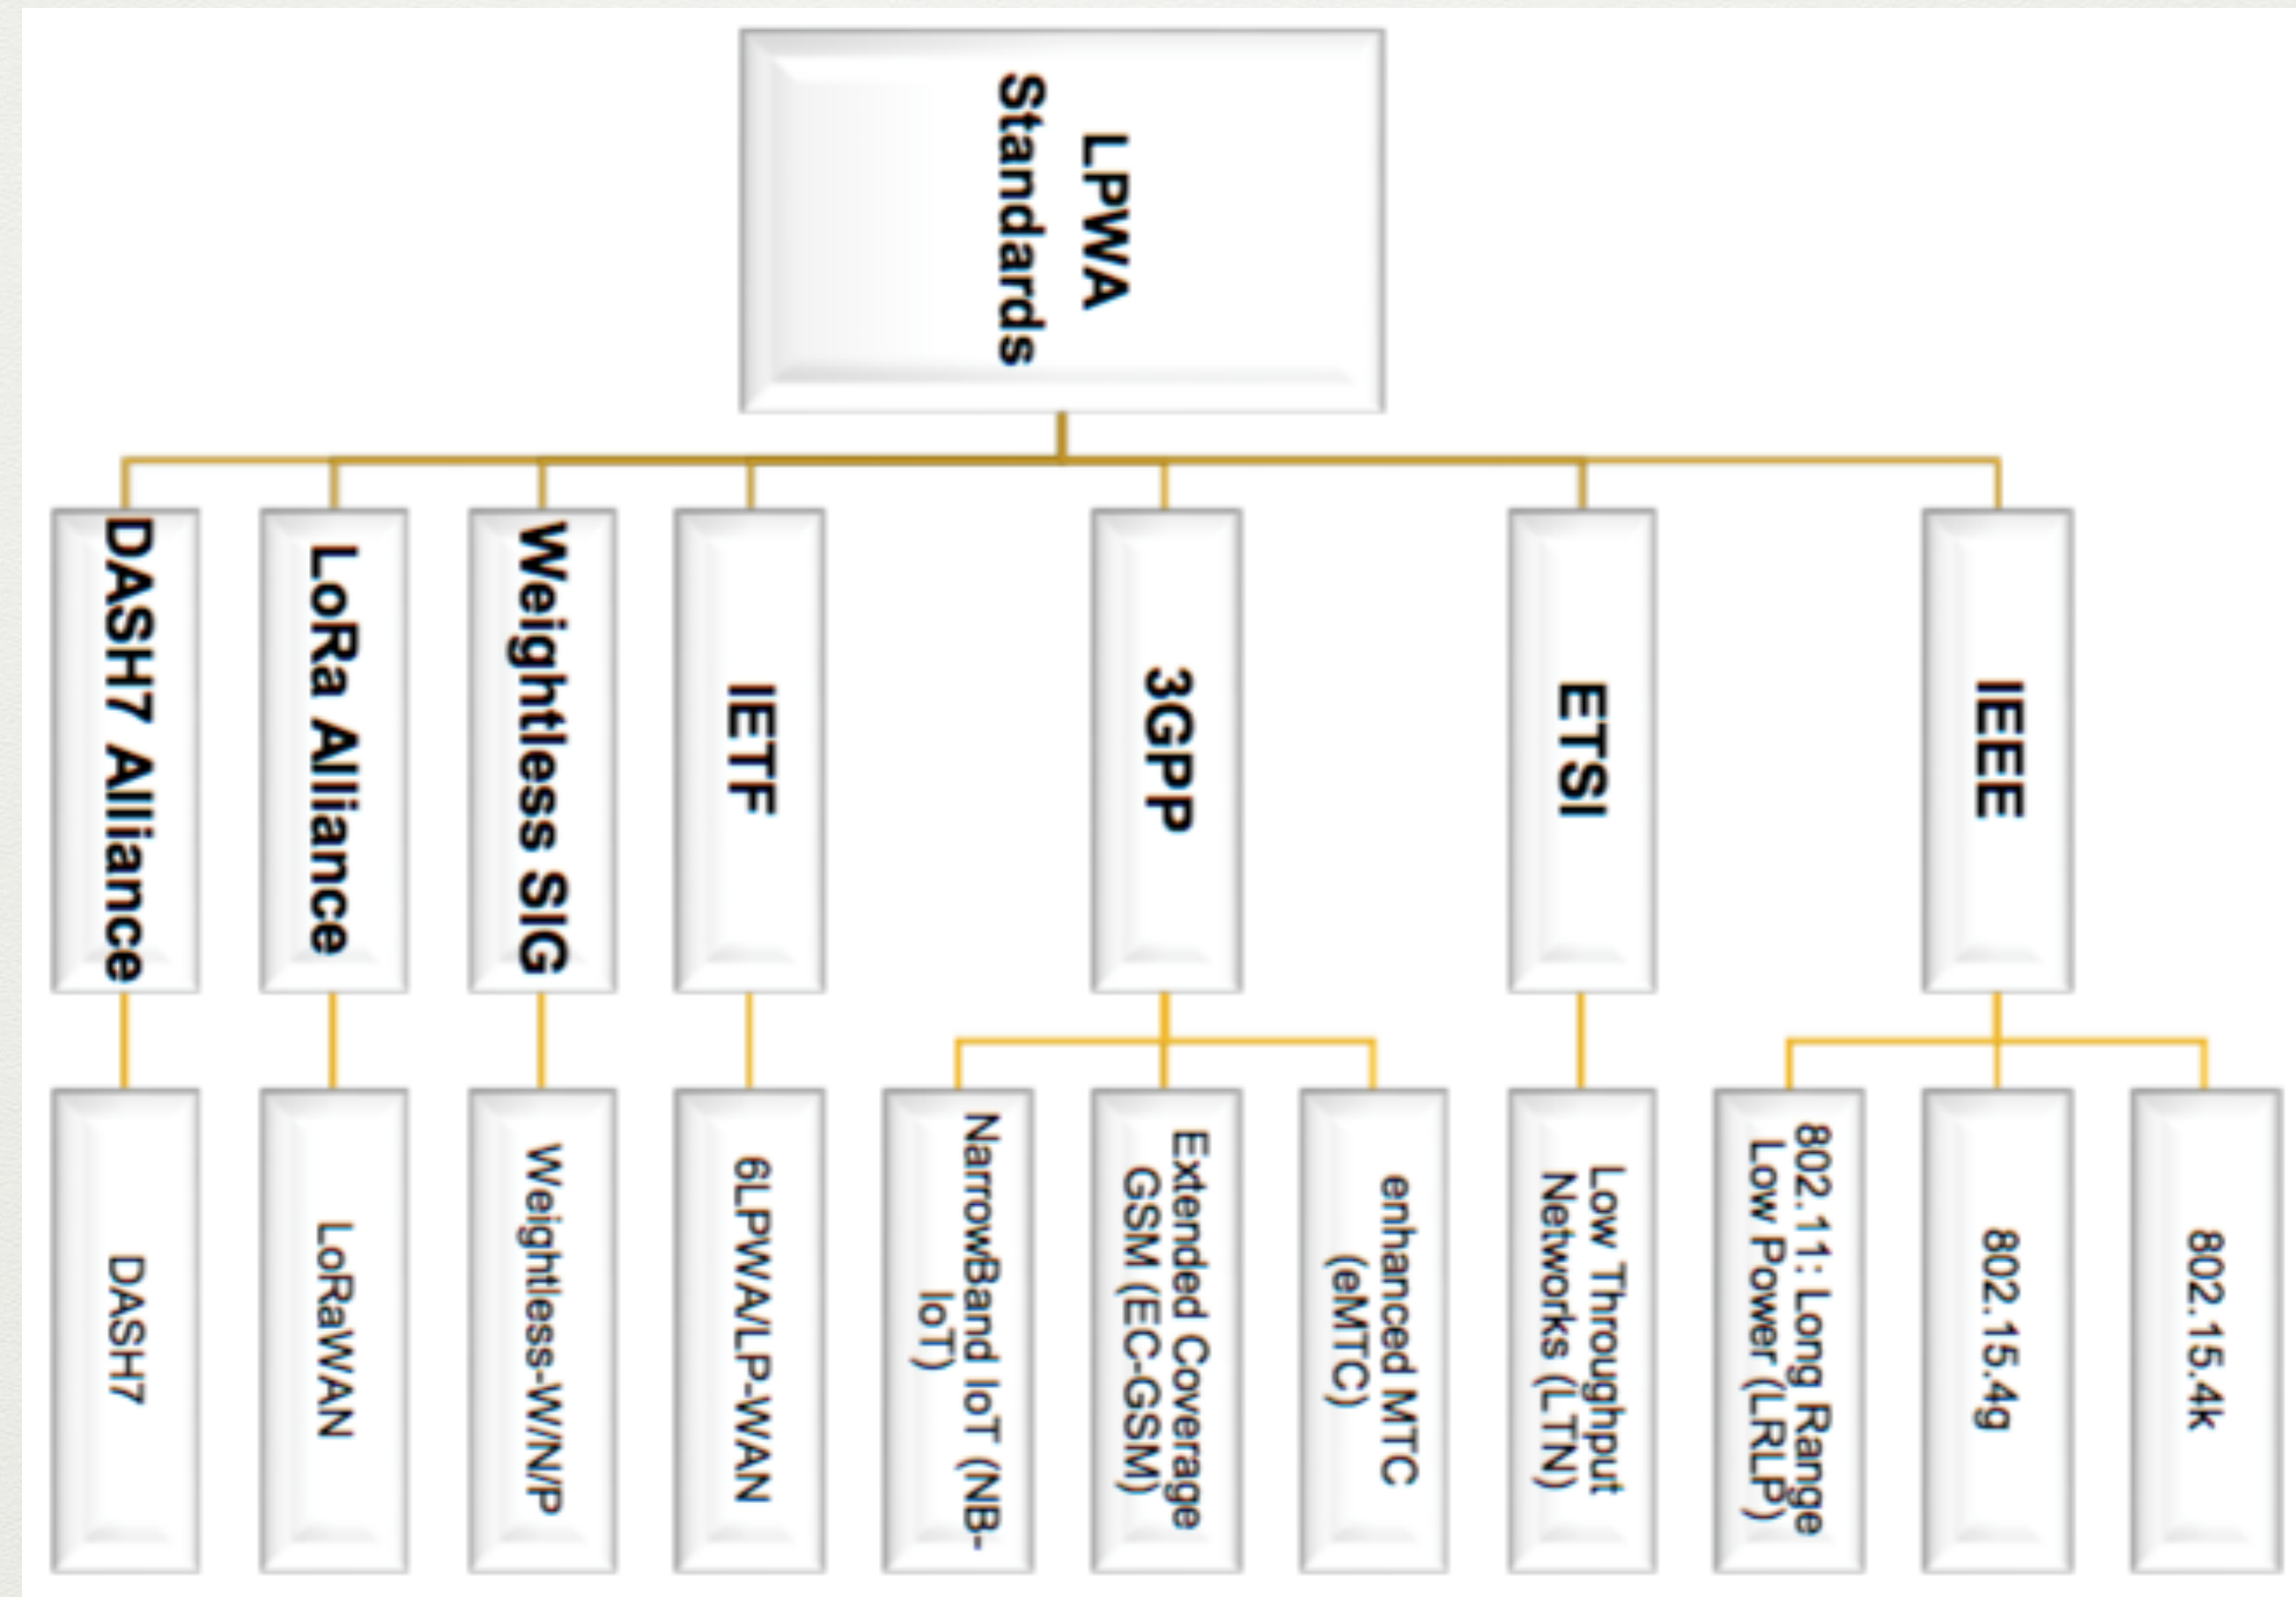 LPWA
Standards
IEEE
802.15.4k
802.15.4g
802.11: Long Range
Low Power (LRLP)
ETSI
Low Throughput
Networks (LTN)
3GPP
enhanced MTC
(eMTC)
Extended Coverage
GSM (EC-GSM)
NarrowBand IoT (NB-
IoT)
IETF
6LPWA/LP-WAN
Weightless SIG
Weightless-W/N/P
LoRa Alliance
LoRaWAN
DASH7 Alliance
DASH7